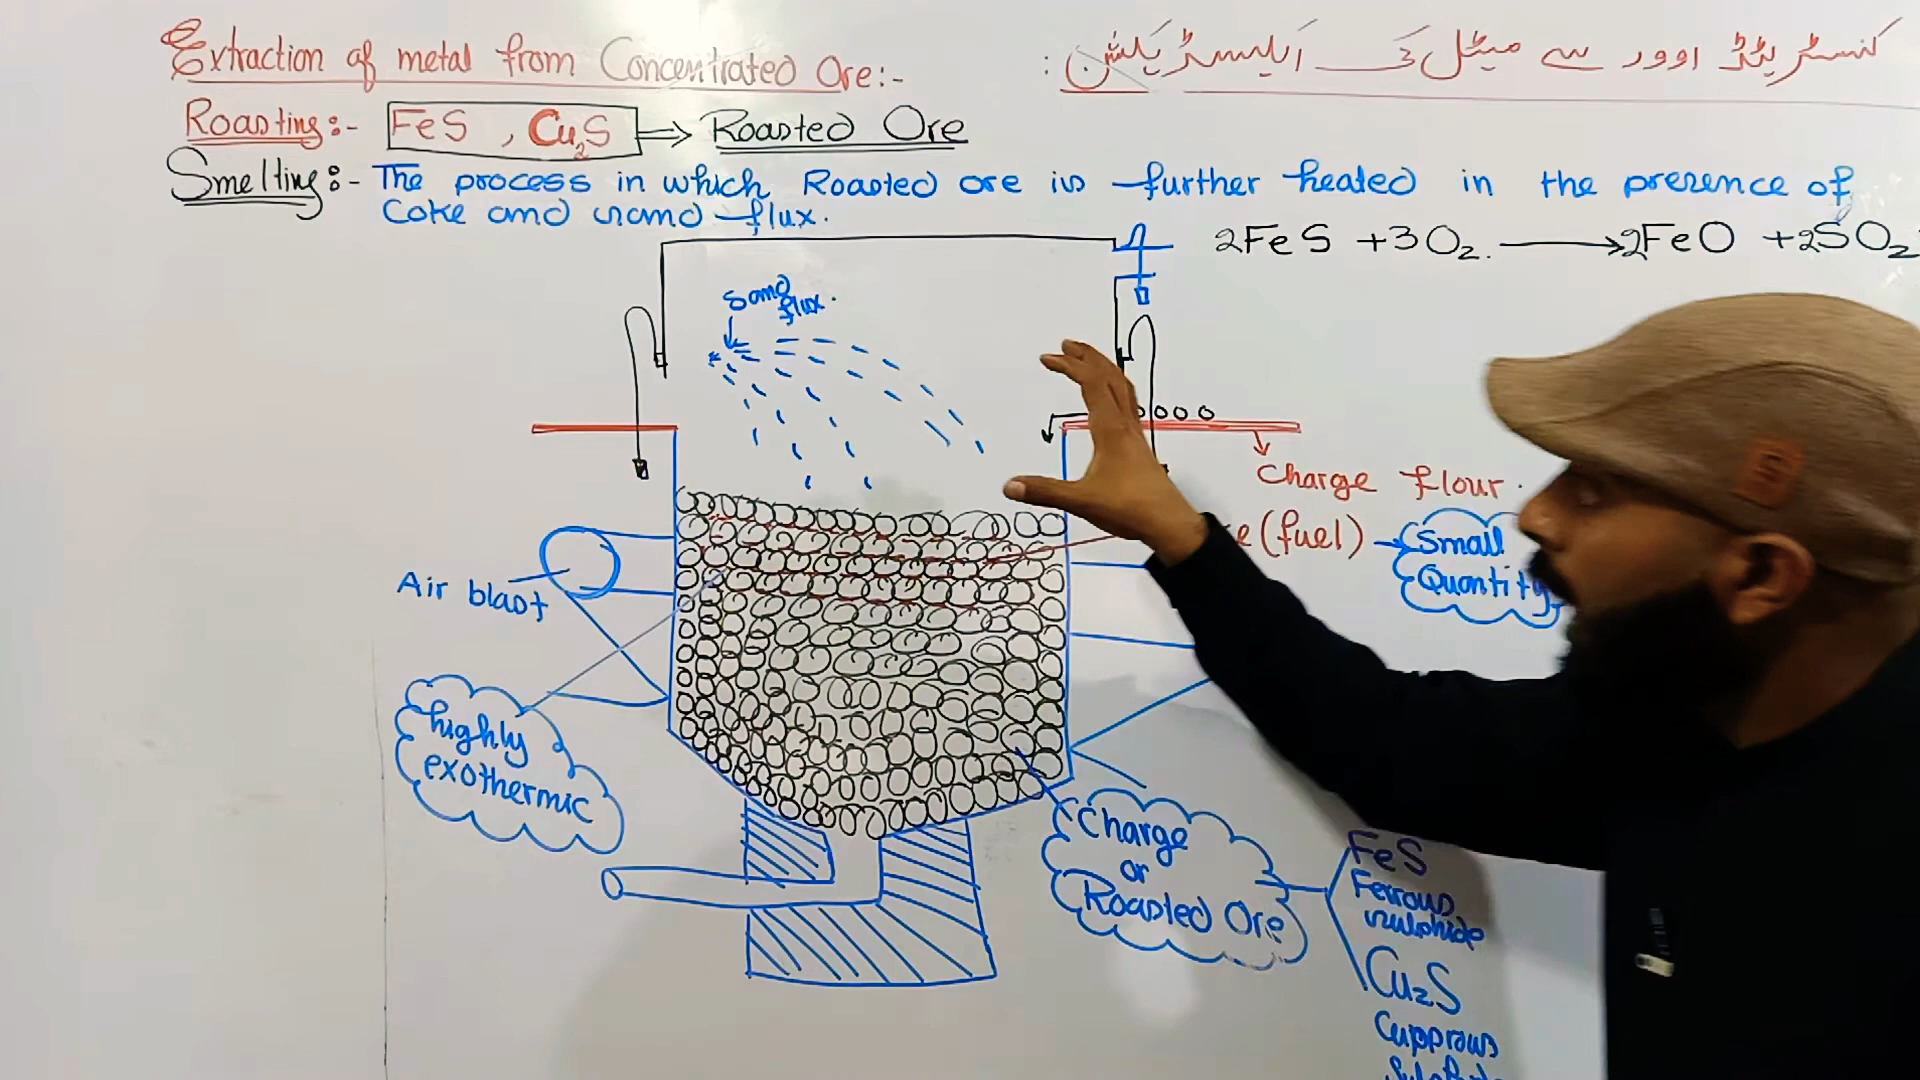 Extraction of metal from Concentrated Ore:-
کنسنٹریٹڈ اوور سے میٹل کی ایلیسٹریکشن :
Roasting:- FeS , Cu2S ⇒ Roasted Ore
Smelting:- The process in which Roasted ore is further heated in the presence of
Coke and sand flux.
2FeS + 3O2. → 2FeO + 2SO2
Sand
flux.
Charge flour.
(fuel) → Small
Quantity
Air blast
highly
exothermic
Charge
or
Roasted Ore
FeS
Ferrous
sulphide
Cu2S
Cupprous